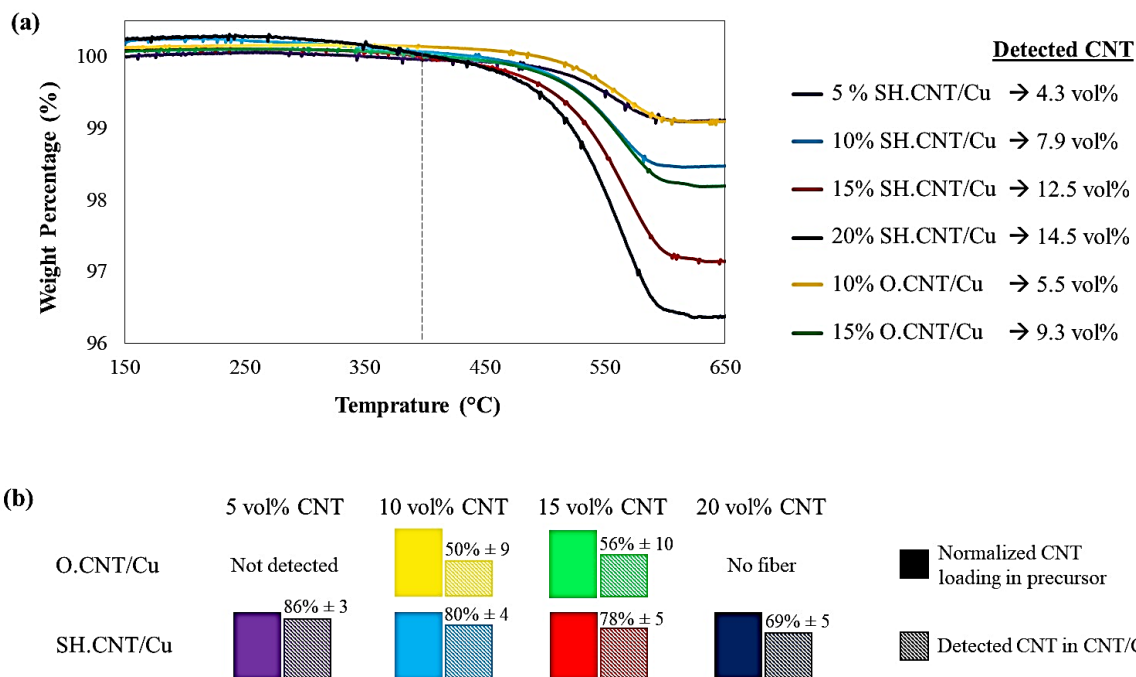 (a)
Weight Percentage (%)
100
99
98
97
96
150 250 350 450 550 650
Temprature (°C)
Detected CNT
5 % SH.CNT/Cu → 4.3 vol%
10% SH.CNT/Cu → 7.9 vol%
15% SH.CNT/Cu → 12.5 vol%
20% SH.CNT/Cu → 14.5 vol%
10% O.CNT/Cu → 5.5 vol%
15% O.CNT/Cu → 9.3 vol%
(b)
5 vol% CNT 10 vol% CNT 15 vol% CNT 20 vol% CNT
O.CNT/Cu Not detected 50% ± 9 56% ± 10 No fiber
SH.CNT/Cu 86% ± 3 80% ± 4 78% ± 5 69% ± 5
Normalized CNT
loading in precursor
Detected CNT in CNT/